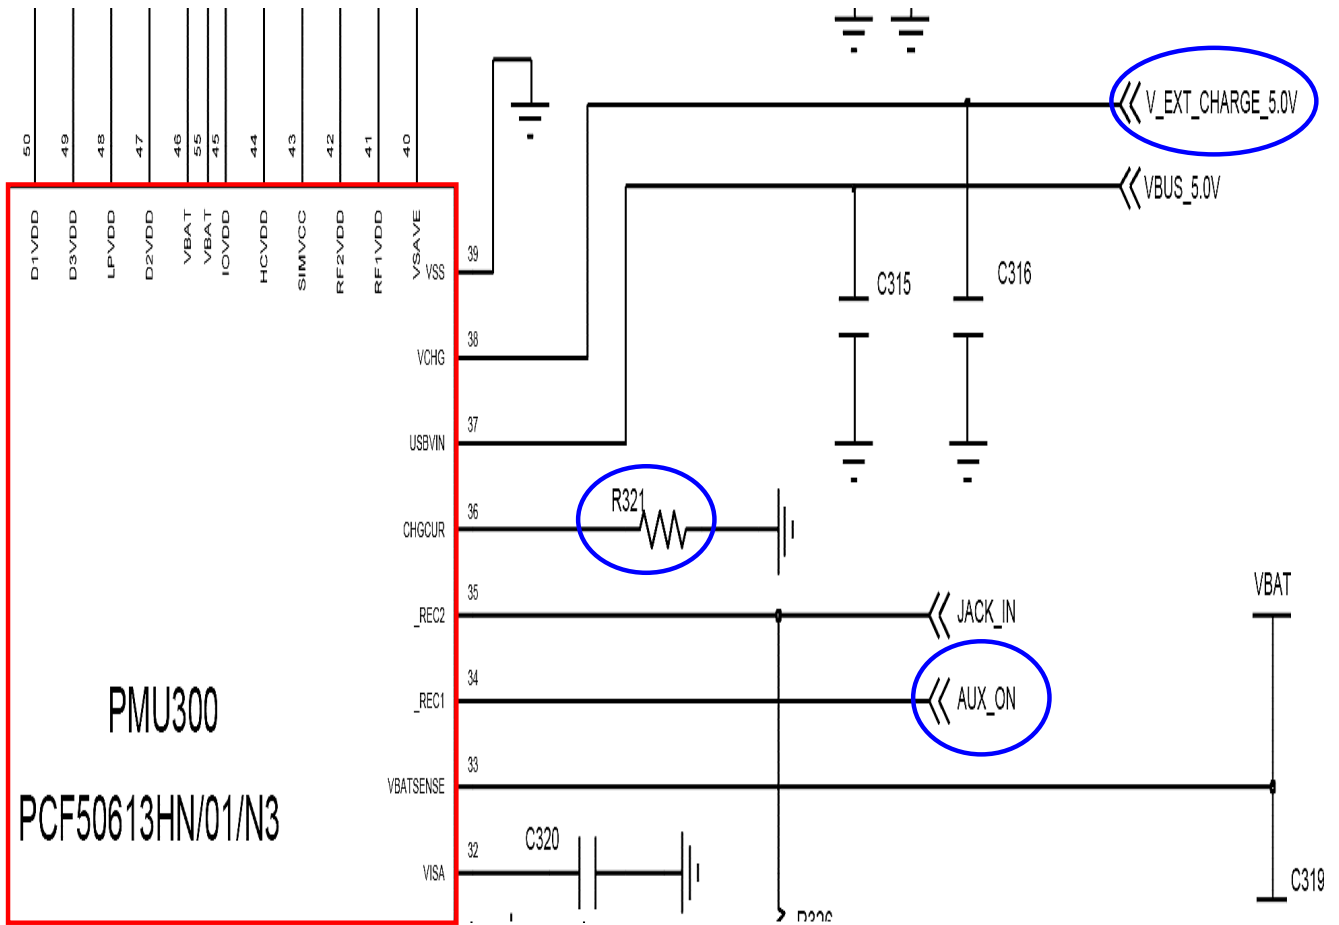 50
49
48
47
46
55
45
44
43
42
41
40
D1VDD
D3VDD
LPVDD
D2VDD
VBAT
VBAT
IOVDD
HCVDD
SIMVCC
RF2VDD
RF1VDD
VSAVE
V_EXT_CHARGE_5.0V
VBUS_5.0V
VSS 39
C315
C316
VCHG 38
USBVIN 37
R321
CHGCUR 36
_REC2 35
JACK_IN
VBAT
_REC1 34
AUX_ON
PMU300
VBATSENSE 33
PCF50613HN/01/N3
C320
VISA 32
C319